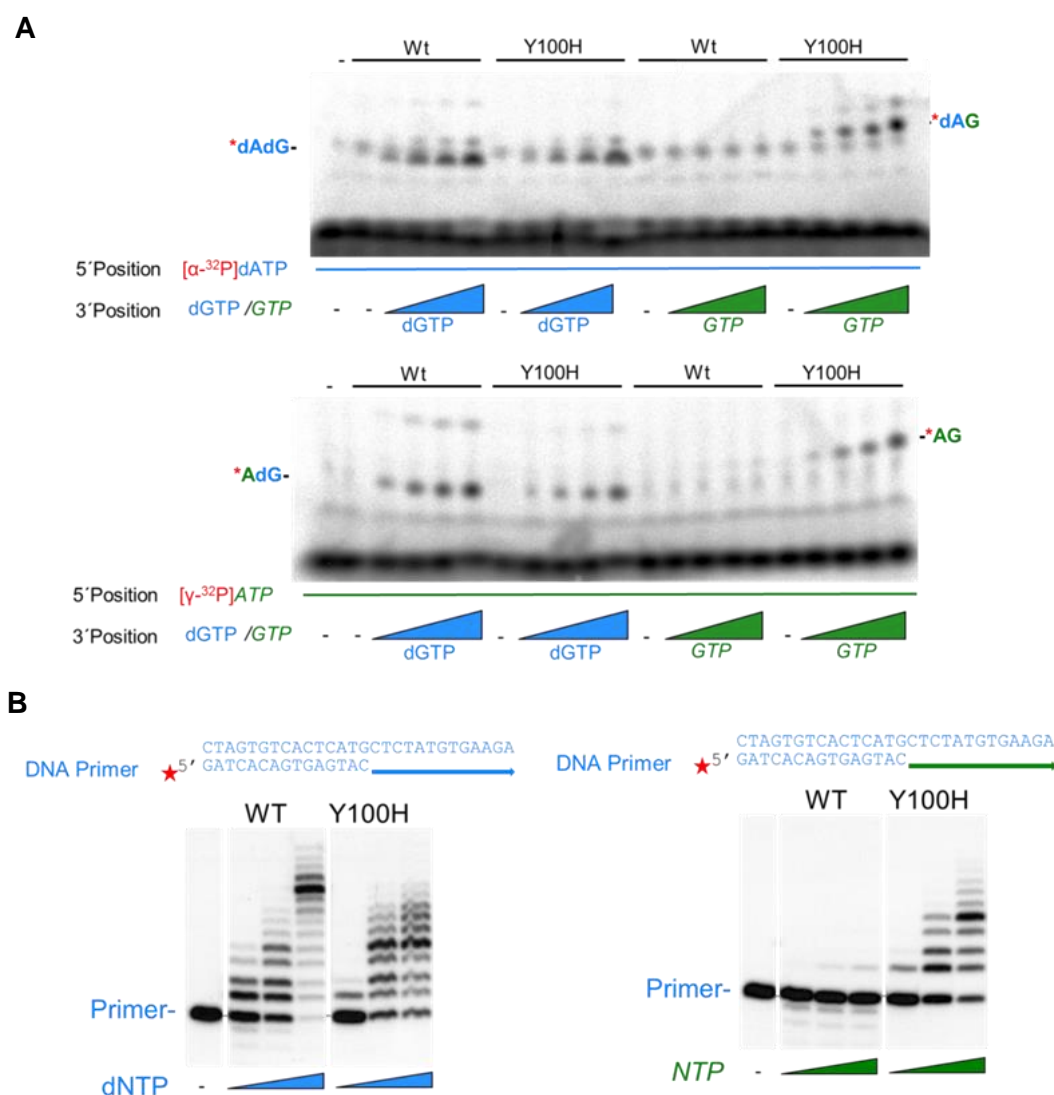 A
- Wt Y100H Wt Y100H
*dAdG-
-*dAG
5´Position [α-³²P]dATP
3´Position dGTP /GTP - - dGTP - dGTP - GTP - GTP
- Wt Y100H Wt Y100H
*AdG-
-*AG
5´Position [γ-³²P]ATP
3´Position dGTP /GTP - - dGTP - dGTP - GTP - GTP
B
CTAGTGTCACTCATGCTCTATGTGAAGA
DNA Primer ★5' GATCACAGTGAGTAC
WT Y100H
Primer-
dNTP -
CTAGTGTCACTCATGCTCTATGTGAAGA
DNA Primer ★5' GATCACAGTGAGTAC
WT Y100H
Primer-
NTP -